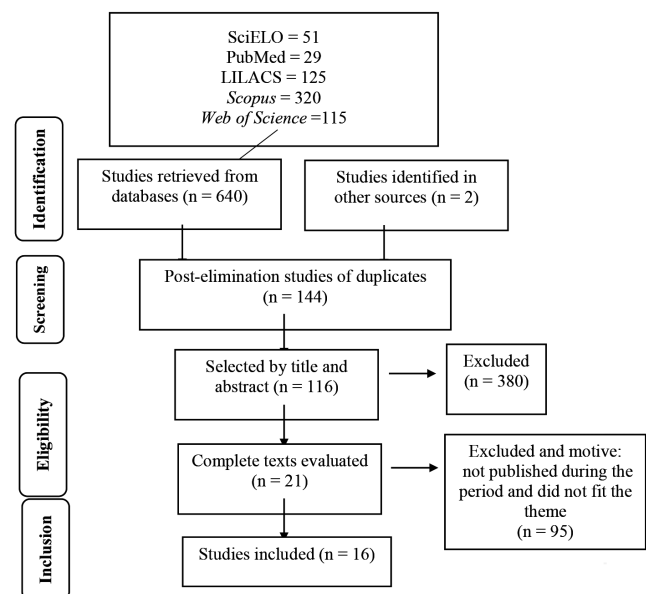 SciELO = 51
PubMed = 29
LILACS = 125
Scopus = 320
Web of Science =115
Identification
Studies retrieved from
databases (n = 640)
Studies identified in
other sources (n = 2)
Screening
Post-elimination studies of duplicates
(n = 144)
Selected by title and
abstract (n = 116)
Excluded
(n = 380)
Eligibility
Complete texts evaluated
(n = 21)
Excluded and motive:
not published during the
period and did not fit the
theme
(n = 95)
Inclusion
Studies included (n = 16)